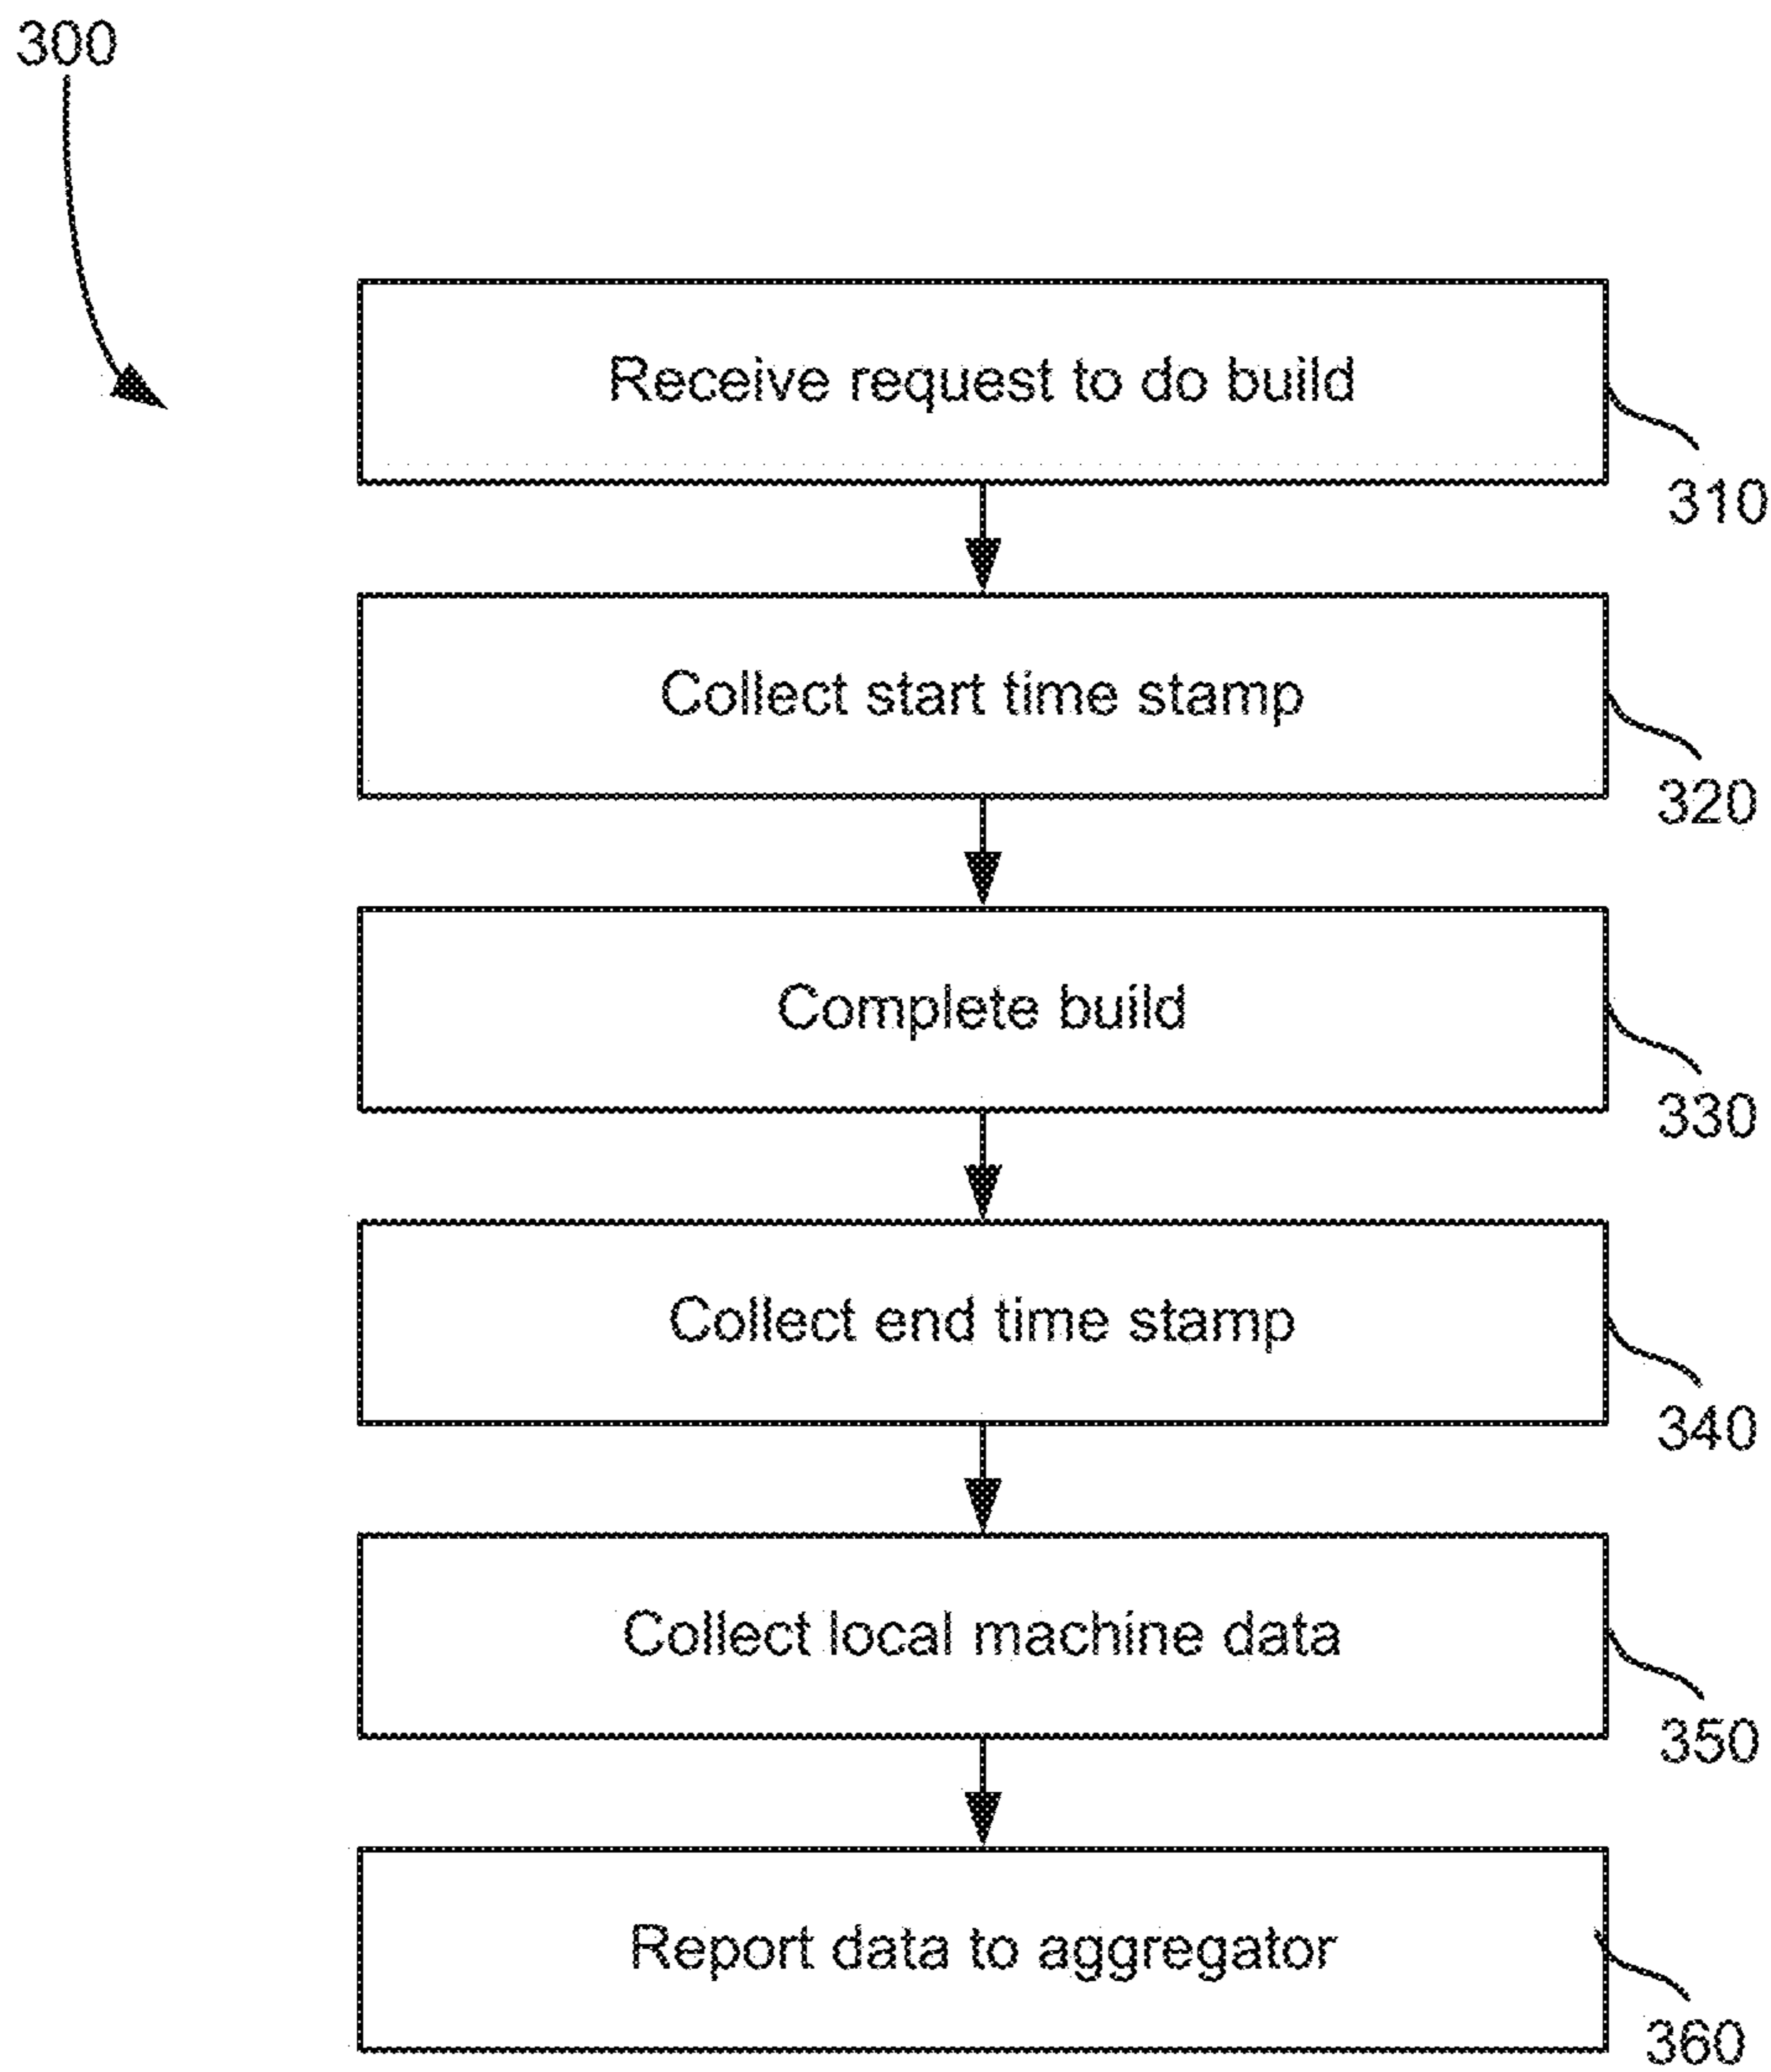 300
Receive request to do build
310
Collect start time stamp
320
Complete build
330
Collect end time stamp
340
Collect local machine data
350
Report data to aggregator
360